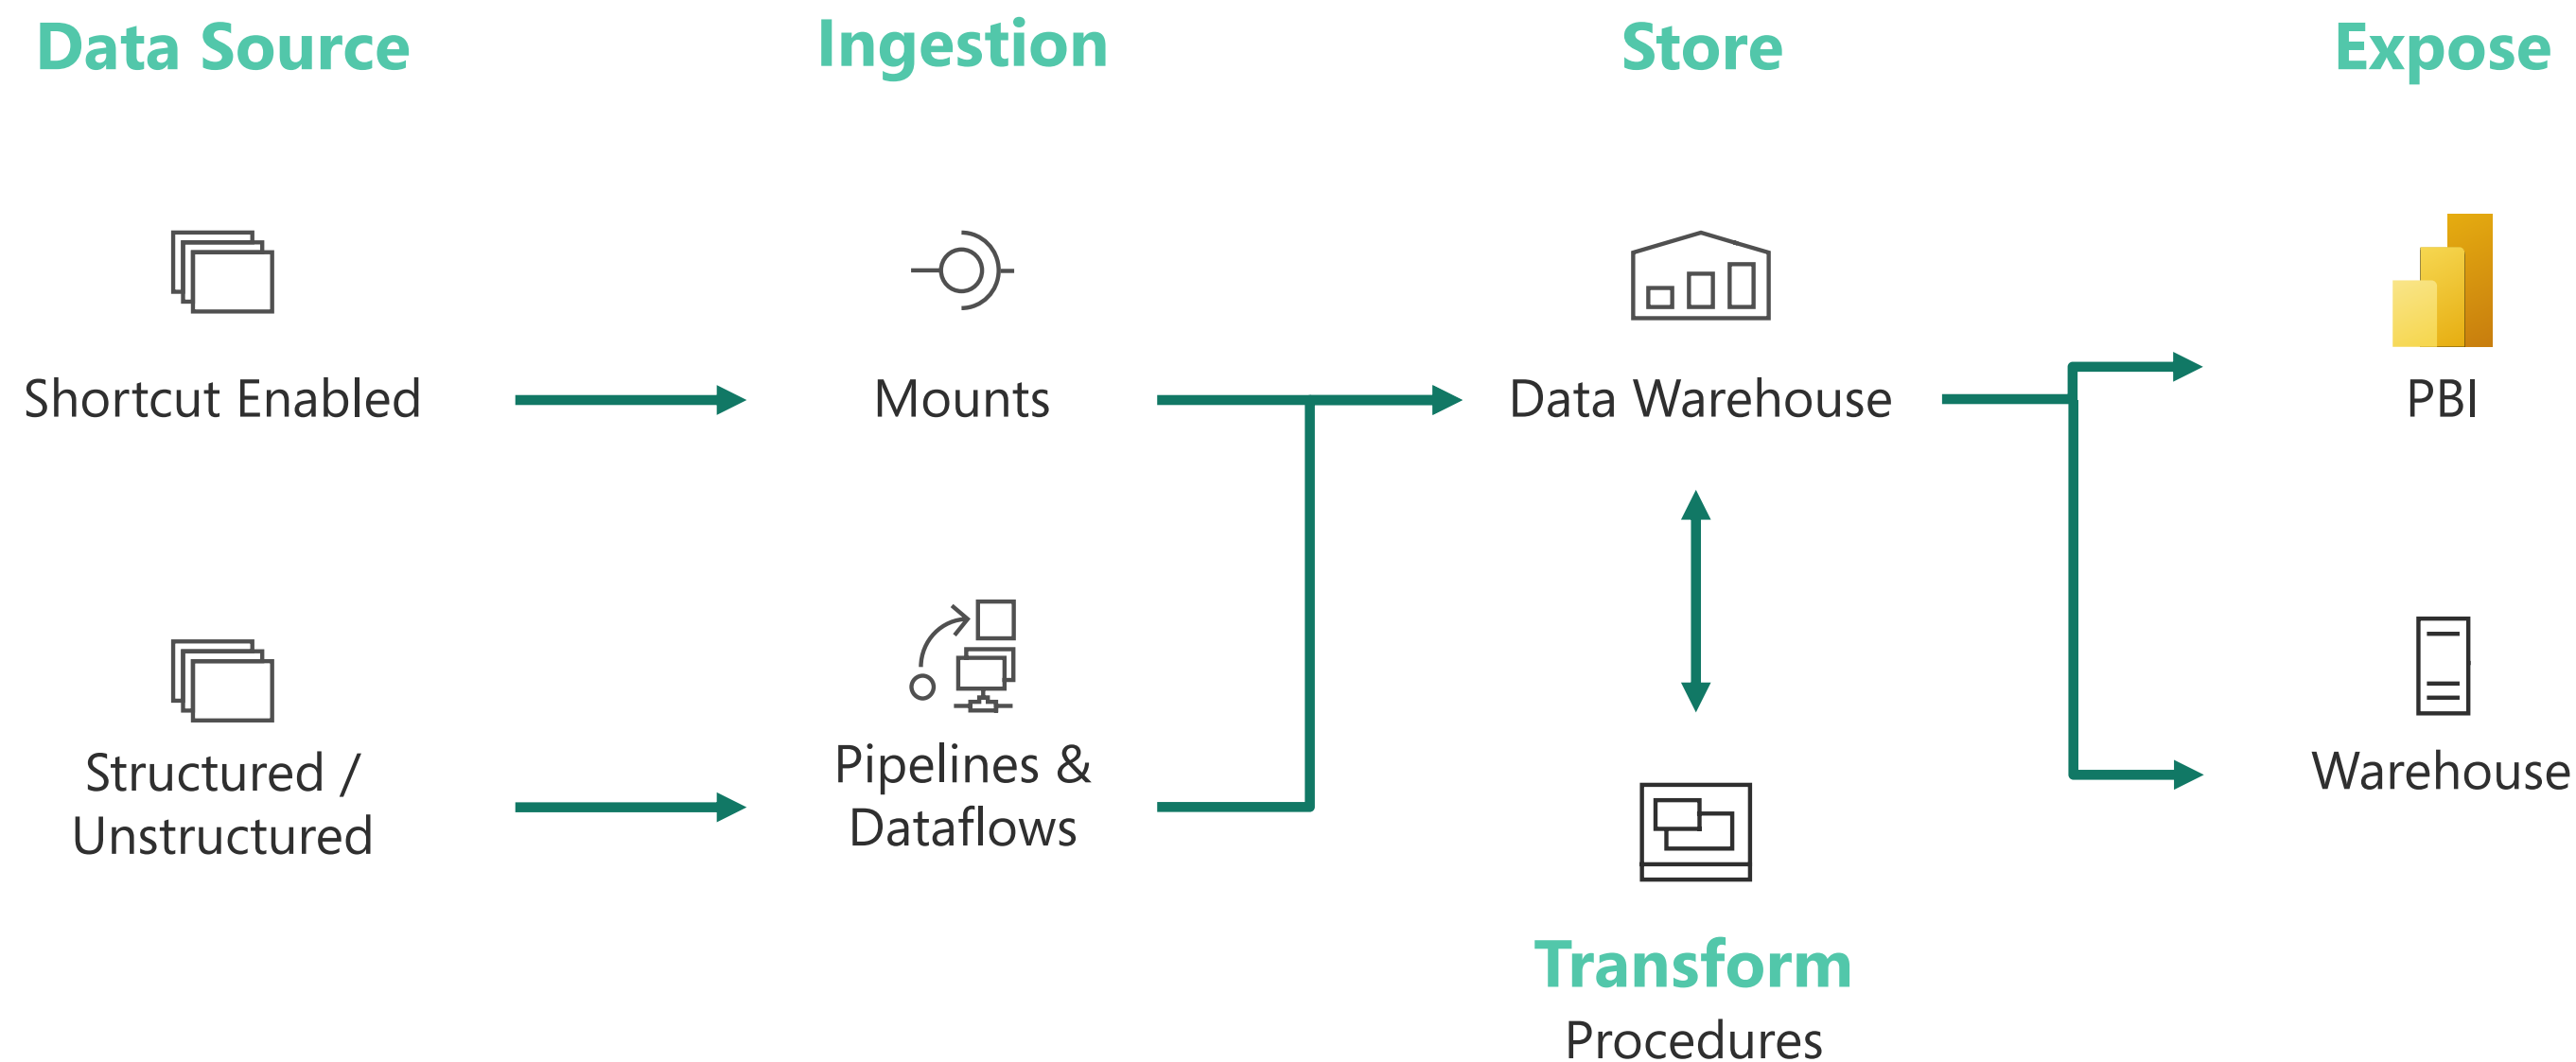 Data Source
Ingestion
Store
Expose
Shortcut Enabled
Mounts
Data Warehouse
PBI
Structured /
Unstructured
Pipelines &
Dataflows
Warehouse
Transform
Procedures